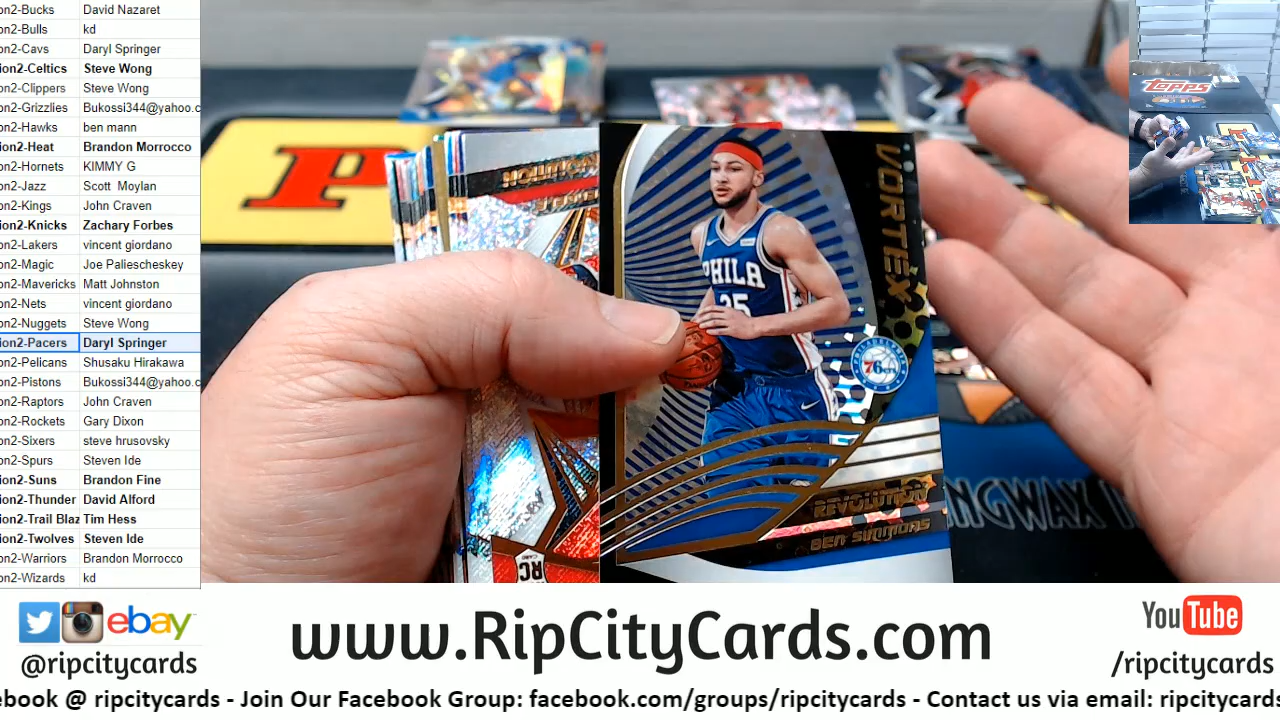 on2-Bucks David Nazaret
on2-Bulls kd
on2-Cavs Daryl Springer
ion2-Celtics Steve Wong
on2-Clippers Steve Wong
on2-Grizzlies Bukossi344@yahoo.c
on2-Hawks ben mann
ion2-Heat Brandon Morrocco
on2-Hornets KIMMY G
on2-Jazz Scott Moylan
on2-Kings John Craven
ion2-Knicks Zachary Forbes
on2-Lakers vincent giordano
on2-Magic Joe Paliescheskey
on2-Mavericks Matt Johnston
on2-Nets vincent giordano
on2-Nuggets Steve Wong
ion2-Pacers Daryl Springer
on2-Pelicans Shusaku Hirakawa
on2-Pistons Bukossi344@yahoo.c
on2-Raptors John Craven
on2-Rockets Gary Dixon
on2-Sixers steve hrusovsky
on2-Spurs Steven Ide
ion2-Suns Brandon Fine
ion2-Thunder David Alford
ion2-Trail Blaz Tim Hess
ion2-Twolves Steven Ide
on2-Warriors Brandon Morrocco
on2-Wizards kd
topps
P
VORTEX
PHILA
25
PHILADELPHIA
76ers
REVOLUTION
BEN SIMMONS
RC
CARD
INGWAX
ebay
@ripcitycards
www.RipCityCards.com
YouTube
/ripcitycards
ebook @ ripcitycards - Join Our Facebook Group: facebook.com/groups/ripcitycards - Contact us via email: ripcitycards